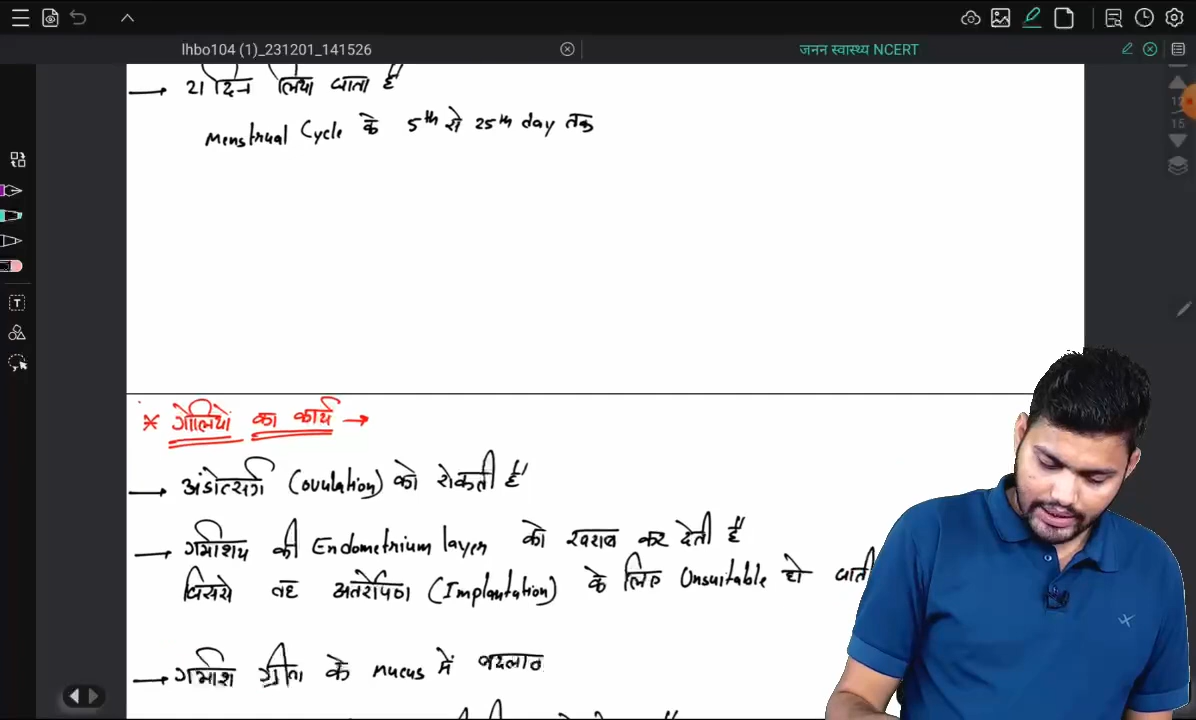 lhbo104 (1)_231201_141526
जनन स्वास्थ्य NCERT
→ 21 दिन लिया जाता है
Menstrual Cycle के 5th से 25th day तक
15
* गोलियो का कार्य →
→ अंडोत्सर्ग (ovulation) को रोकती है
→ गर्भाशय की Endometrium layer को खराब कर देती है
जिससे वह अंतर्रोपण (Implantation) के लिए Unsuitable हो जाती
→ गर्भाश ग्रीवा के mucus में बदलाव